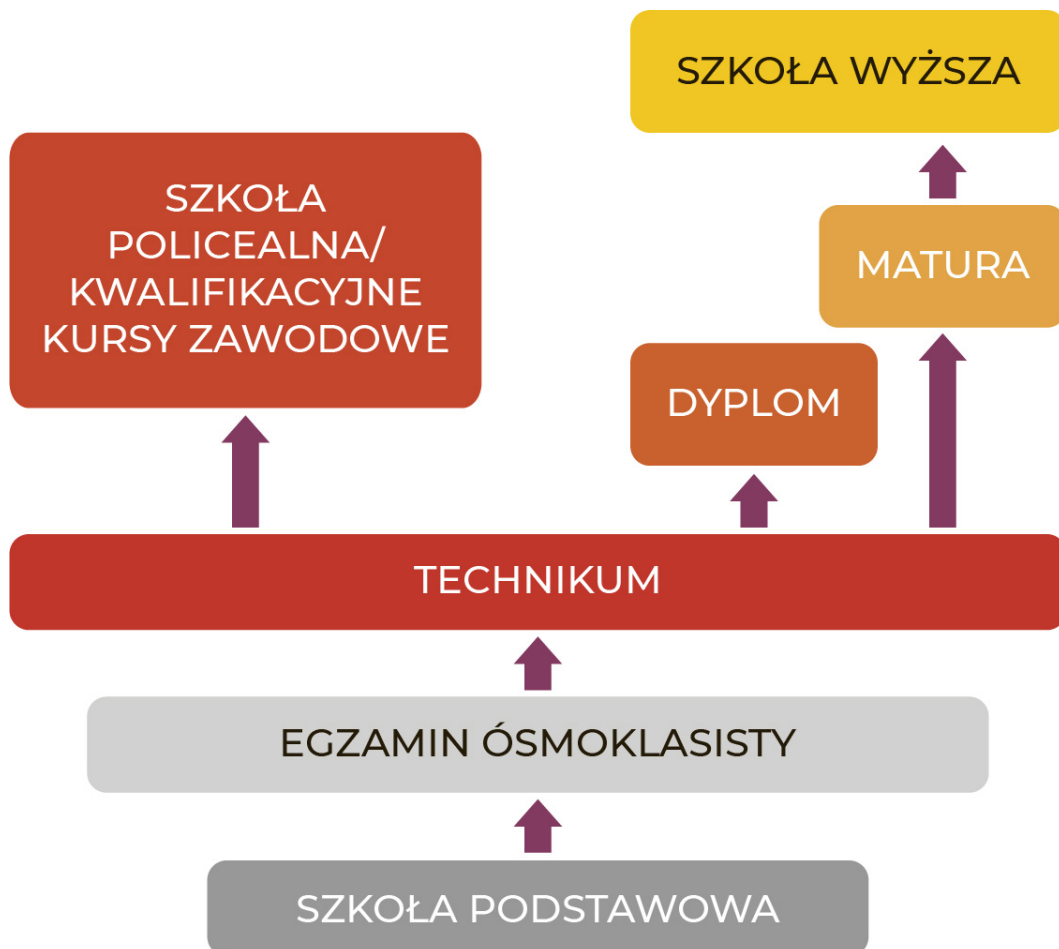 SZKOŁA WYŻSZA
SZKOŁA
POLICEALNA/
KWALIFIKACYJNE
KURSY ZAWODOWE
MATURA
DYPLOM
TECHNIKUM
EGZAMIN ÓSMOKLASISTY
SZKOŁA PODSTAWOWA